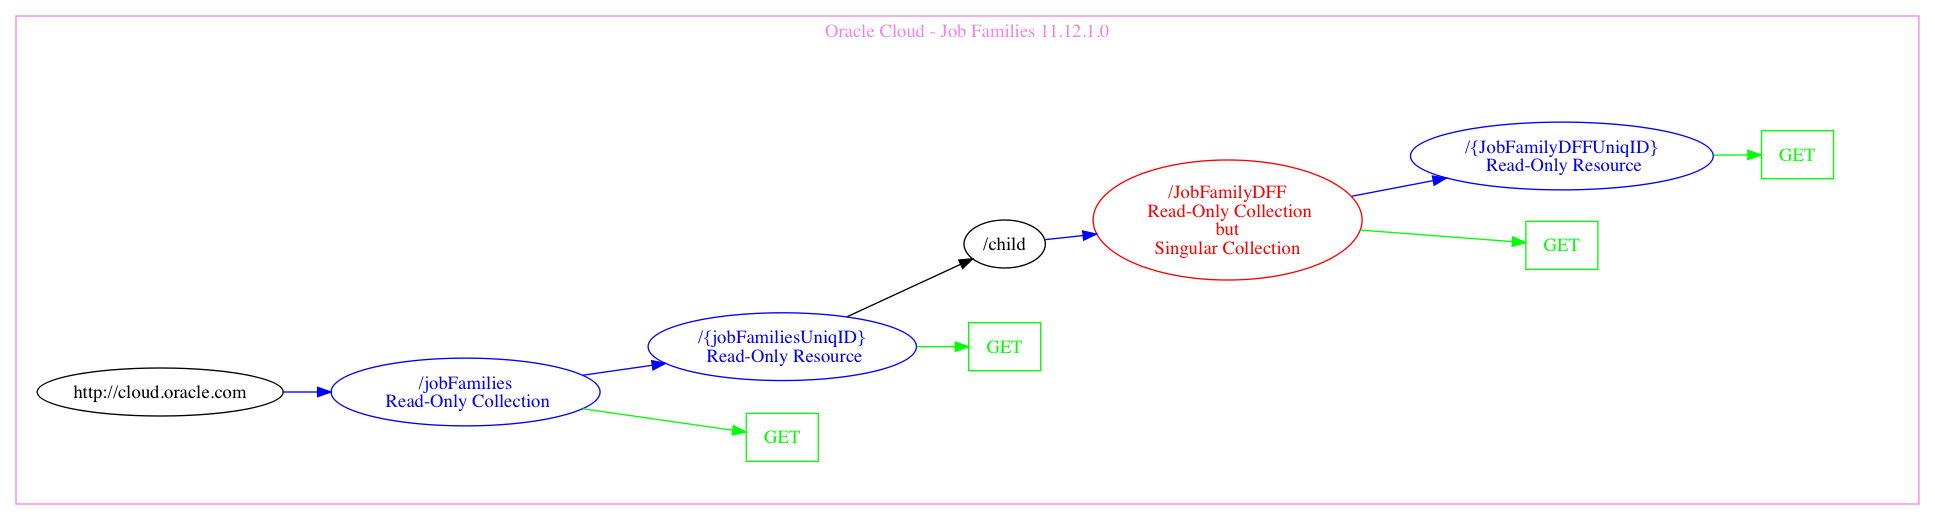 Oracle Cloud - Job Families 11.12.1.0
http://cloud.oracle.com
/jobFamilies
Read-Only Collection
GET
/{jobFamiliesUniqID}
Read-Only Resource
GET
/child
/JobFamilyDFF
Read-Only Collection
but
Singular Collection
GET
/{JobFamilyDFFUniqID}
Read-Only Resource
GET